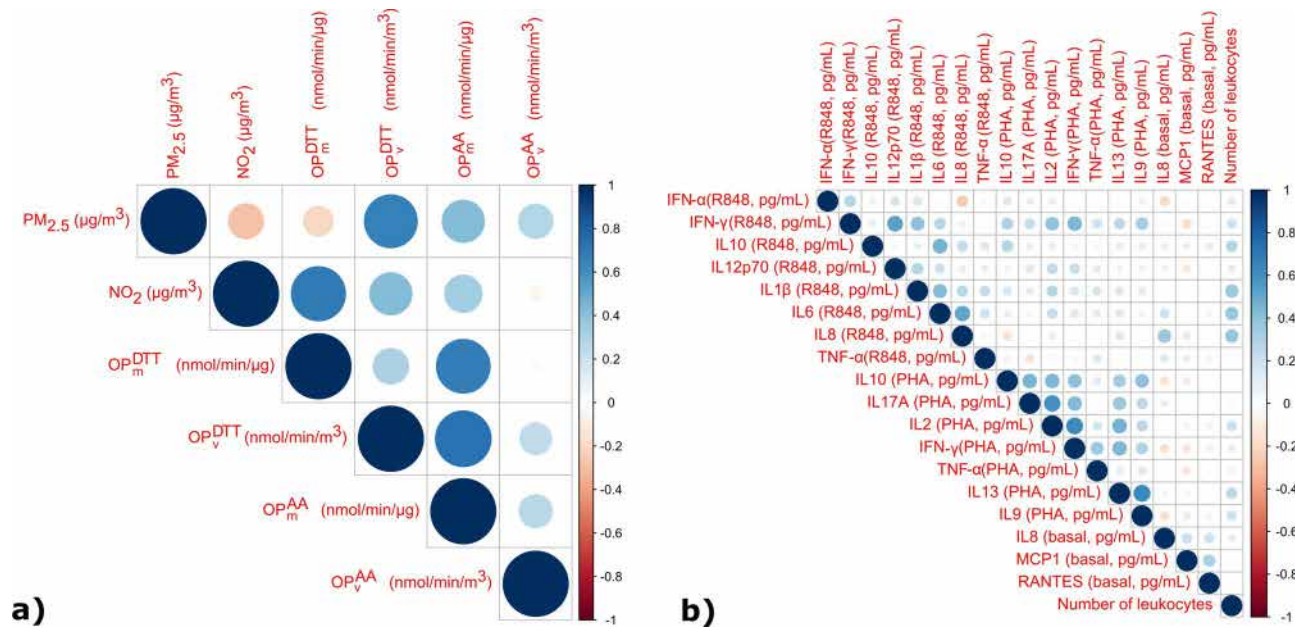 PM2.5 (µg/m³)
NO2 (µg/m³)
OPmDTT (nmol/min/µg)
OPvDTT (nmol/min/m³)
OPmAA (nmol/min/µg)
OPvAA (nmol/min/m³)
PM2.5 (µg/m³)
NO2 (µg/m³)
OPmDTT (nmol/min/µg)
OPvDTT (nmol/min/m³)
OPmAA (nmol/min/µg)
OPvAA (nmol/min/m³)
1
0.8
0.6
0.4
0.2
0
-0.2
-0.4
-0.6
-0.8
-1
a)
IFN-α(R848, pg/mL)
IFN-γ(R848, pg/mL)
IL10 (R848, pg/mL)
IL12p70 (R848, pg/mL)
IL1β (R848, pg/mL)
IL6 (R848, pg/mL)
IL8 (R848, pg/mL)
TNF-α(R848, pg/mL)
IL10 (PHA, pg/mL)
IL17A (PHA, pg/mL)
IL2 (PHA, pg/mL)
IFN-γ(PHA, pg/mL)
TNF-α(PHA, pg/mL)
IL13 (PHA, pg/mL)
IL9 (PHA, pg/mL)
IL8 (basal, pg/mL)
MCP1 (basal, pg/mL)
RANTES (basal, pg/mL)
Number of leukocytes
IFN-α(R848, pg/mL)
IFN-γ(R848, pg/mL)
IL10 (R848, pg/mL)
IL12p70 (R848, pg/mL)
IL1β (R848, pg/mL)
IL6 (R848, pg/mL)
IL8 (R848, pg/mL)
TNF-α(R848, pg/mL)
IL10 (PHA, pg/mL)
IL17A (PHA, pg/mL)
IL2 (PHA, pg/mL)
IFN-γ(PHA, pg/mL)
TNF-α(PHA, pg/mL)
IL13 (PHA, pg/mL)
IL9 (PHA, pg/mL)
IL8 (basal, pg/mL)
MCP1 (basal, pg/mL)
RANTES (basal, pg/mL)
Number of leukocytes
1
0.8
0.6
0.4
0.2
0
-0.2
-0.4
-0.6
-0.8
-1
b)